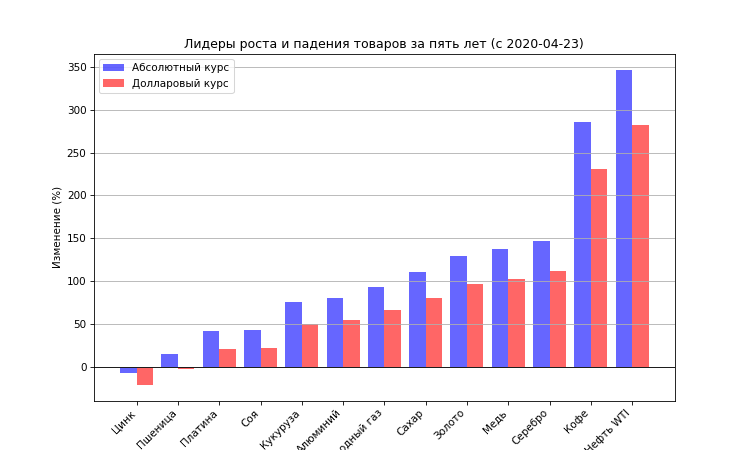 Лидеры роста и падения товаров за пять лет (с 2020-04-23)
Абсолютный курс
Долларовый курс
Изменение (%)
350
300
250
200
150
100
50
0
Цинк
Пшеница
Платина
Соя
Кукуруза
Алюминий
одный газ
Сахар
Золото
Медь
Серебро
Кофе
Нефть WTI